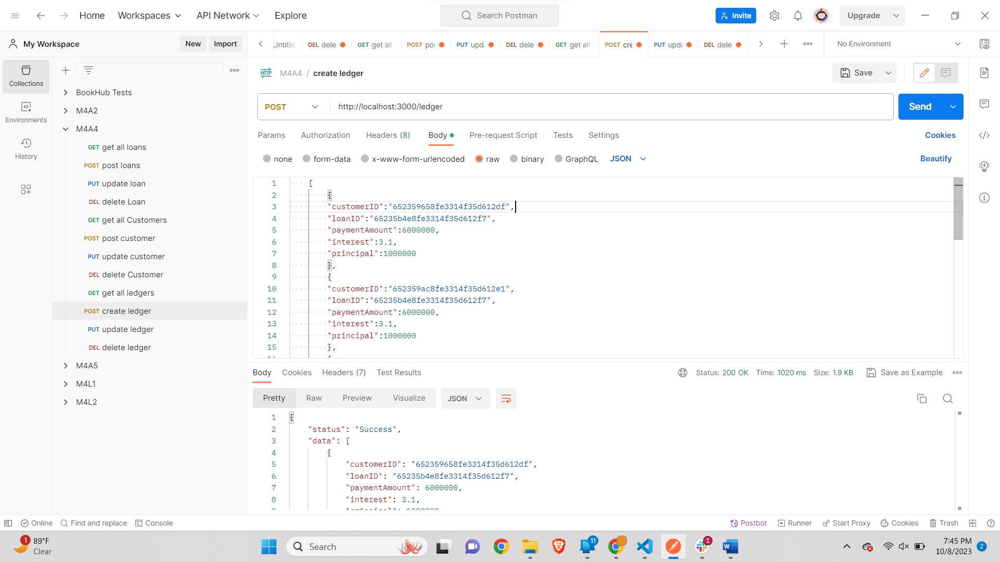 Home Workspaces API Network Explore
Search Postman
Invite
Upgrade
My Workspace
New Import
Untitle
DEL dele
GET get all
POST po
PUT upd
DEL dele
GET get all
POST cre
PUT upda
DEL dele
No Environment
Collections
Environments
History
BookHub Tests
M4A2
M4A4
GET get all loans
POST post loans
PUT update loan
DEL delete Loan
GET get all Customers
POST post customer
PUT update customer
DEL delete Customer
GET get all ledgers
POST create ledger
PUT update ledger
DEL delete ledger
M4A5
M4L1
M4L2
HTTP M4A4 / create ledger
Save
POST http://localhost:3000/ledger
Send
Params Authorization Headers (8) Body Pre-request Script Tests Settings
Cookies
none form-data x-www-form-urlencoded raw binary GraphQL JSON
Beautify
1 [
2 {
3 "customerID":"652359658fe3314f35d612df",
4 "loanID":"65235b4e8fe3314f35d612f7",
5 "paymentAmount":6000000,
6 "interest":3.1,
7 "principal":1000000
8 },
9 {
10 "customerID":"652359ac8fe3314f35d612e1",
11 "loanID":"65235b4e8fe3314f35d612f7",
12 "paymentAmount":6000000,
13 "interest":3.1,
14 "principal":1000000
15 },
Body Cookies Headers (7) Test Results
Status: 200 OK Time: 1020 ms Size: 1.9 KB Save as Example
Pretty Raw Preview Visualize JSON
1 {
2 "status": "Success",
3 "data": [
4 {
5 "customerID": "652359658fe3314f35d612df",
6 "loanID": "65235b4e8fe3314f35d612f7",
7 "paymentAmount": 6000000,
8 "interest": 3.1,
Online Find and replace Console
Postbot Runner Start Proxy Cookies Trash
1 89°F
Clear
Search
11
1
7:45 PM
10/8/2023
2